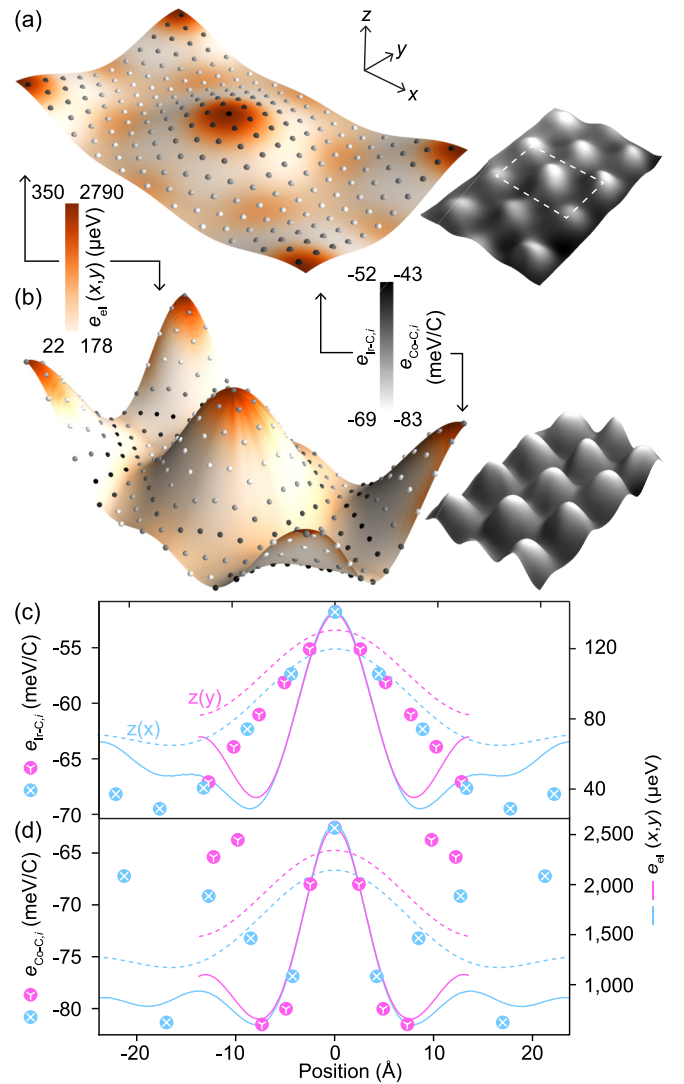 (a)
z
y
x
350 2790
e_el (x,y) (µeV)
22 178
-52 -43
e_Ir-C,i
e_Co-C,i
(meV/C)
-69 -83
(b)
(c)
e_Ir-C,i (meV/C)
-55
-60
-65
-70
z(y)
z(x)
120
80
40
(d)
e_Co-C,i (meV/C)
-65
-70
-75
-80
2,500
2,000
1,500
1,000
e_el (x,y) (µeV)
-20 -10 0 10 20
Position (Å)